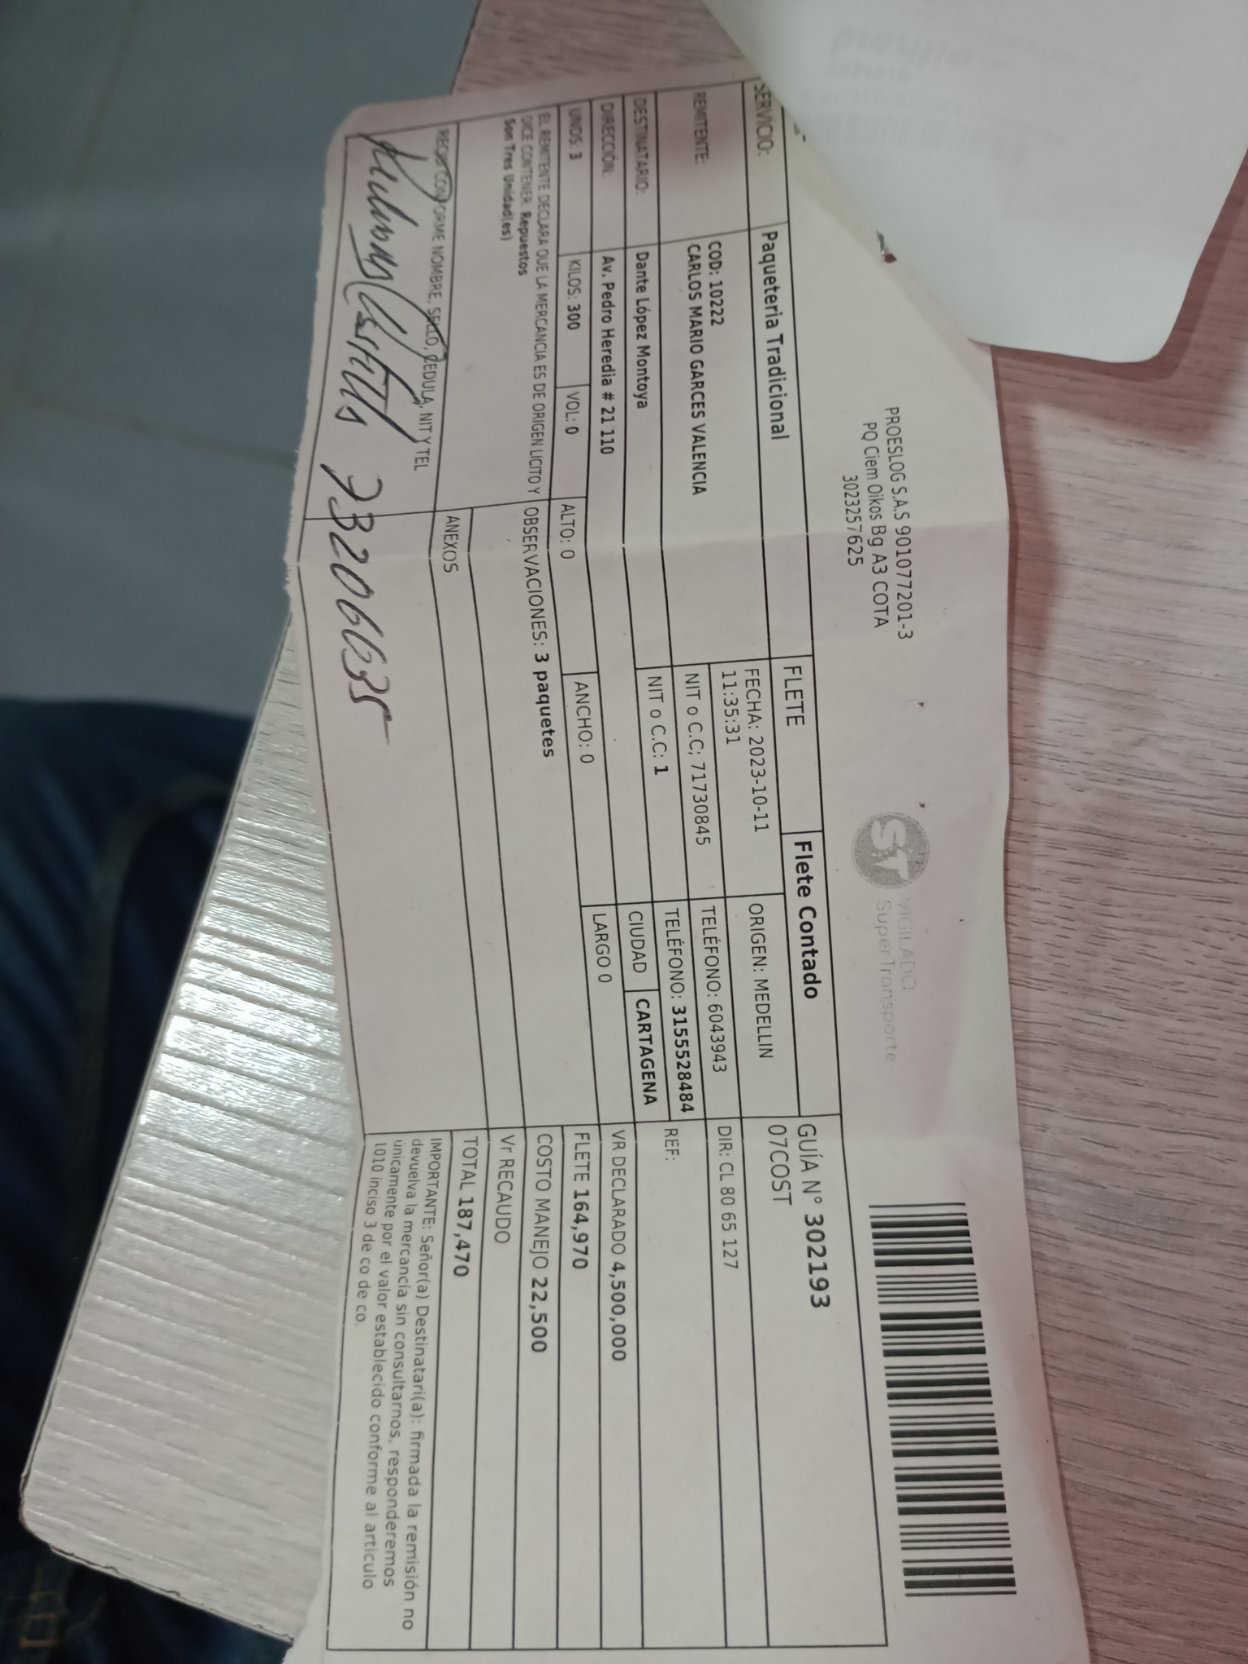 PROESLOG S.A.S 901077201-3
PQ Ciem Oikos Bg A3 COTA
3023257625
VIGILADO
SuperTransporte
SERVICIO: Paqueteria Tradicional FLETE Flete Contado GUÍA N° 302193
07COST
REMITENTE: COD: 10222
CARLOS MARIO GARCES VALENCIA
FECHA: 2023-10-11
11:35:31
ORIGEN: MEDELLIN
NIT o C.C; 71730845 TELÉFONO: 6043943 DIR: CL 80 65 127
DESTINATARIO: Dante López Montoya NIT o C.C: 1 TELÉFONO: 3155528484 REF:
DIRECCIÓN: Av. Pedro Heredia # 21 110 CIUDAD CARTAGENA VR DECLARADO 4,500,000
UNDS: 3 KILOS: 300 VOL: 0 ALTO: 0 ANCHO: 0 LARGO 0 FLETE 164,970
EL REMITENTE DECLARA QUE LA MERCANCIA ES DE ORIGEN LICITO Y
DICE CONTENER: Repuestos
Son Tres Unidad(es)
OBSERVACIONES: 3 paquetes
COSTO MANEJO 22,500
Vr RECAUDO
RECIBI CONFORME NOMBRE, SELLO, CEDULA, NIT Y TEL
ANEXOS
TOTAL 187,470
73206635
IMPORTANTE: Señor(a) Destinatari(a): firmada la remisión no
devuelva la mercancía sin consultarnos, responderemos
únicamente por el valor establecido conforme al articulo
1010 inciso 3 de co de co.